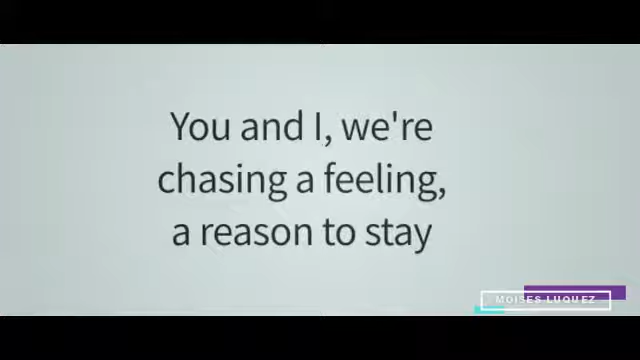 You and I, we're
chasing a feeling,
a reason to stay
MOISES LUQUEZ